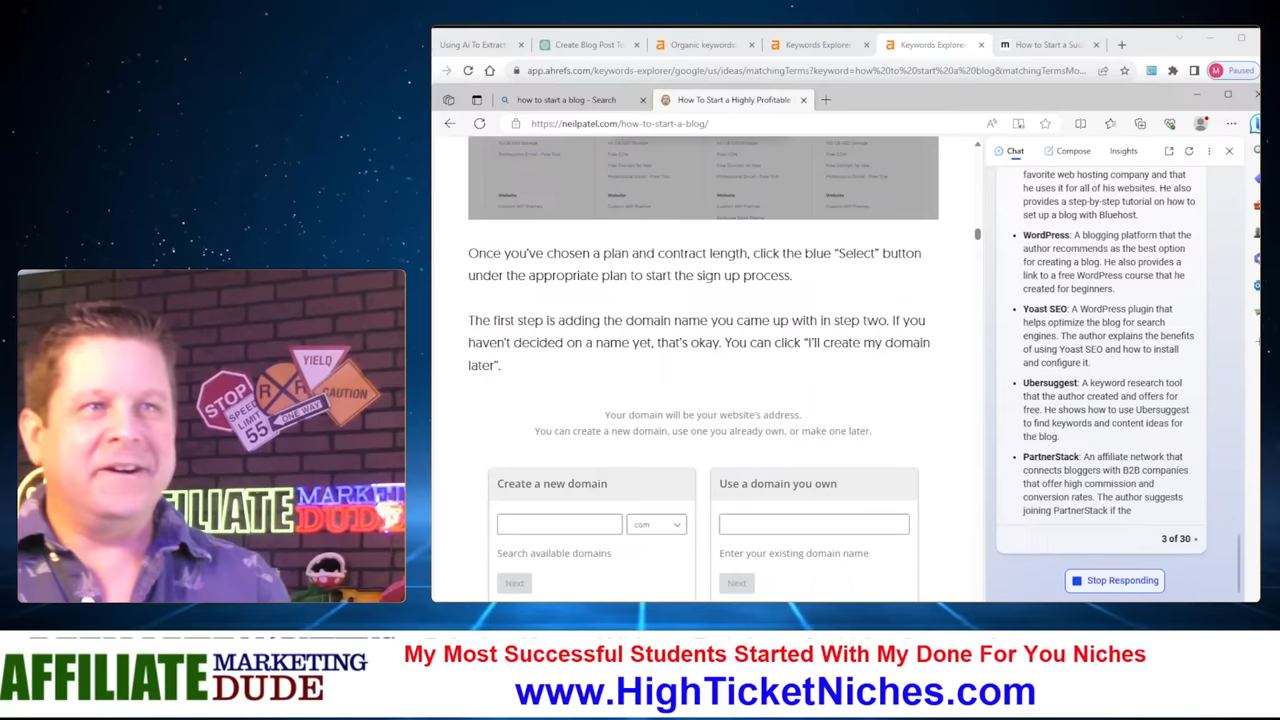 Using Ai To Extract
Create Blog Post T
Organic keywords
Keywords Explore
Keywords Explore
How to Start a Su
app.ahrefs.com/keywords-explorer/google/us/ideas/matchingTerms?keyword=how%20to%20start%20a%20blog&matchingTermsMo...
Paused
how to start a blog - Search
How To Start a Highly Profitable
https://neilpatel.com/how-to-start-a-blog/
Chat
Compose
Insights
Once you've chosen a plan and contract length, click the blue “Select” button
under the appropriate plan to start the sign up process.
The first step is adding the domain name you came up with in step two. If you
haven't decided on a name yet, that's okay. You can click “I'll create my domain
later”.
Your domain will be your website's address.
You can create a new domain, use one you already own, or make one later.
Create a new domain
.com
Search available domains
Next
Use a domain you own
Enter your existing domain name
Next
favorite web hosting company and that
he uses it for all of his websites. He also
provides a step-by-step tutorial on how to
set up a blog with Bluehost.
WordPress: A blogging platform that the
author recommends as the best option
for creating a blog. He also provides a
link to a free WordPress course that he
created for beginners.
Yoast SEO: A WordPress plugin that
helps optimize the blog for search
engines. The author explains the benefits
of using Yoast SEO and how to install
and configure it.
Ubersuggest: A keyword research tool
that the author created and offers for
free. He shows how to use Ubersuggest
to find keywords and content ideas for
the blog.
PartnerStack: An affiliate network that
connects bloggers with B2B companies
that offer high commission and
conversion rates. The author suggests
joining PartnerStack if the
3 of 30
Stop Responding
YIELD
STOP
R R
CAUTION
SPEED
LIMIT
55
ONE WAY
AFFILIATE MARKETING
DUDE
AFFILIATE MARKETING
DUDE
My Most Successful Students Started With My Done For You Niches
www.HighTicketNiches.com